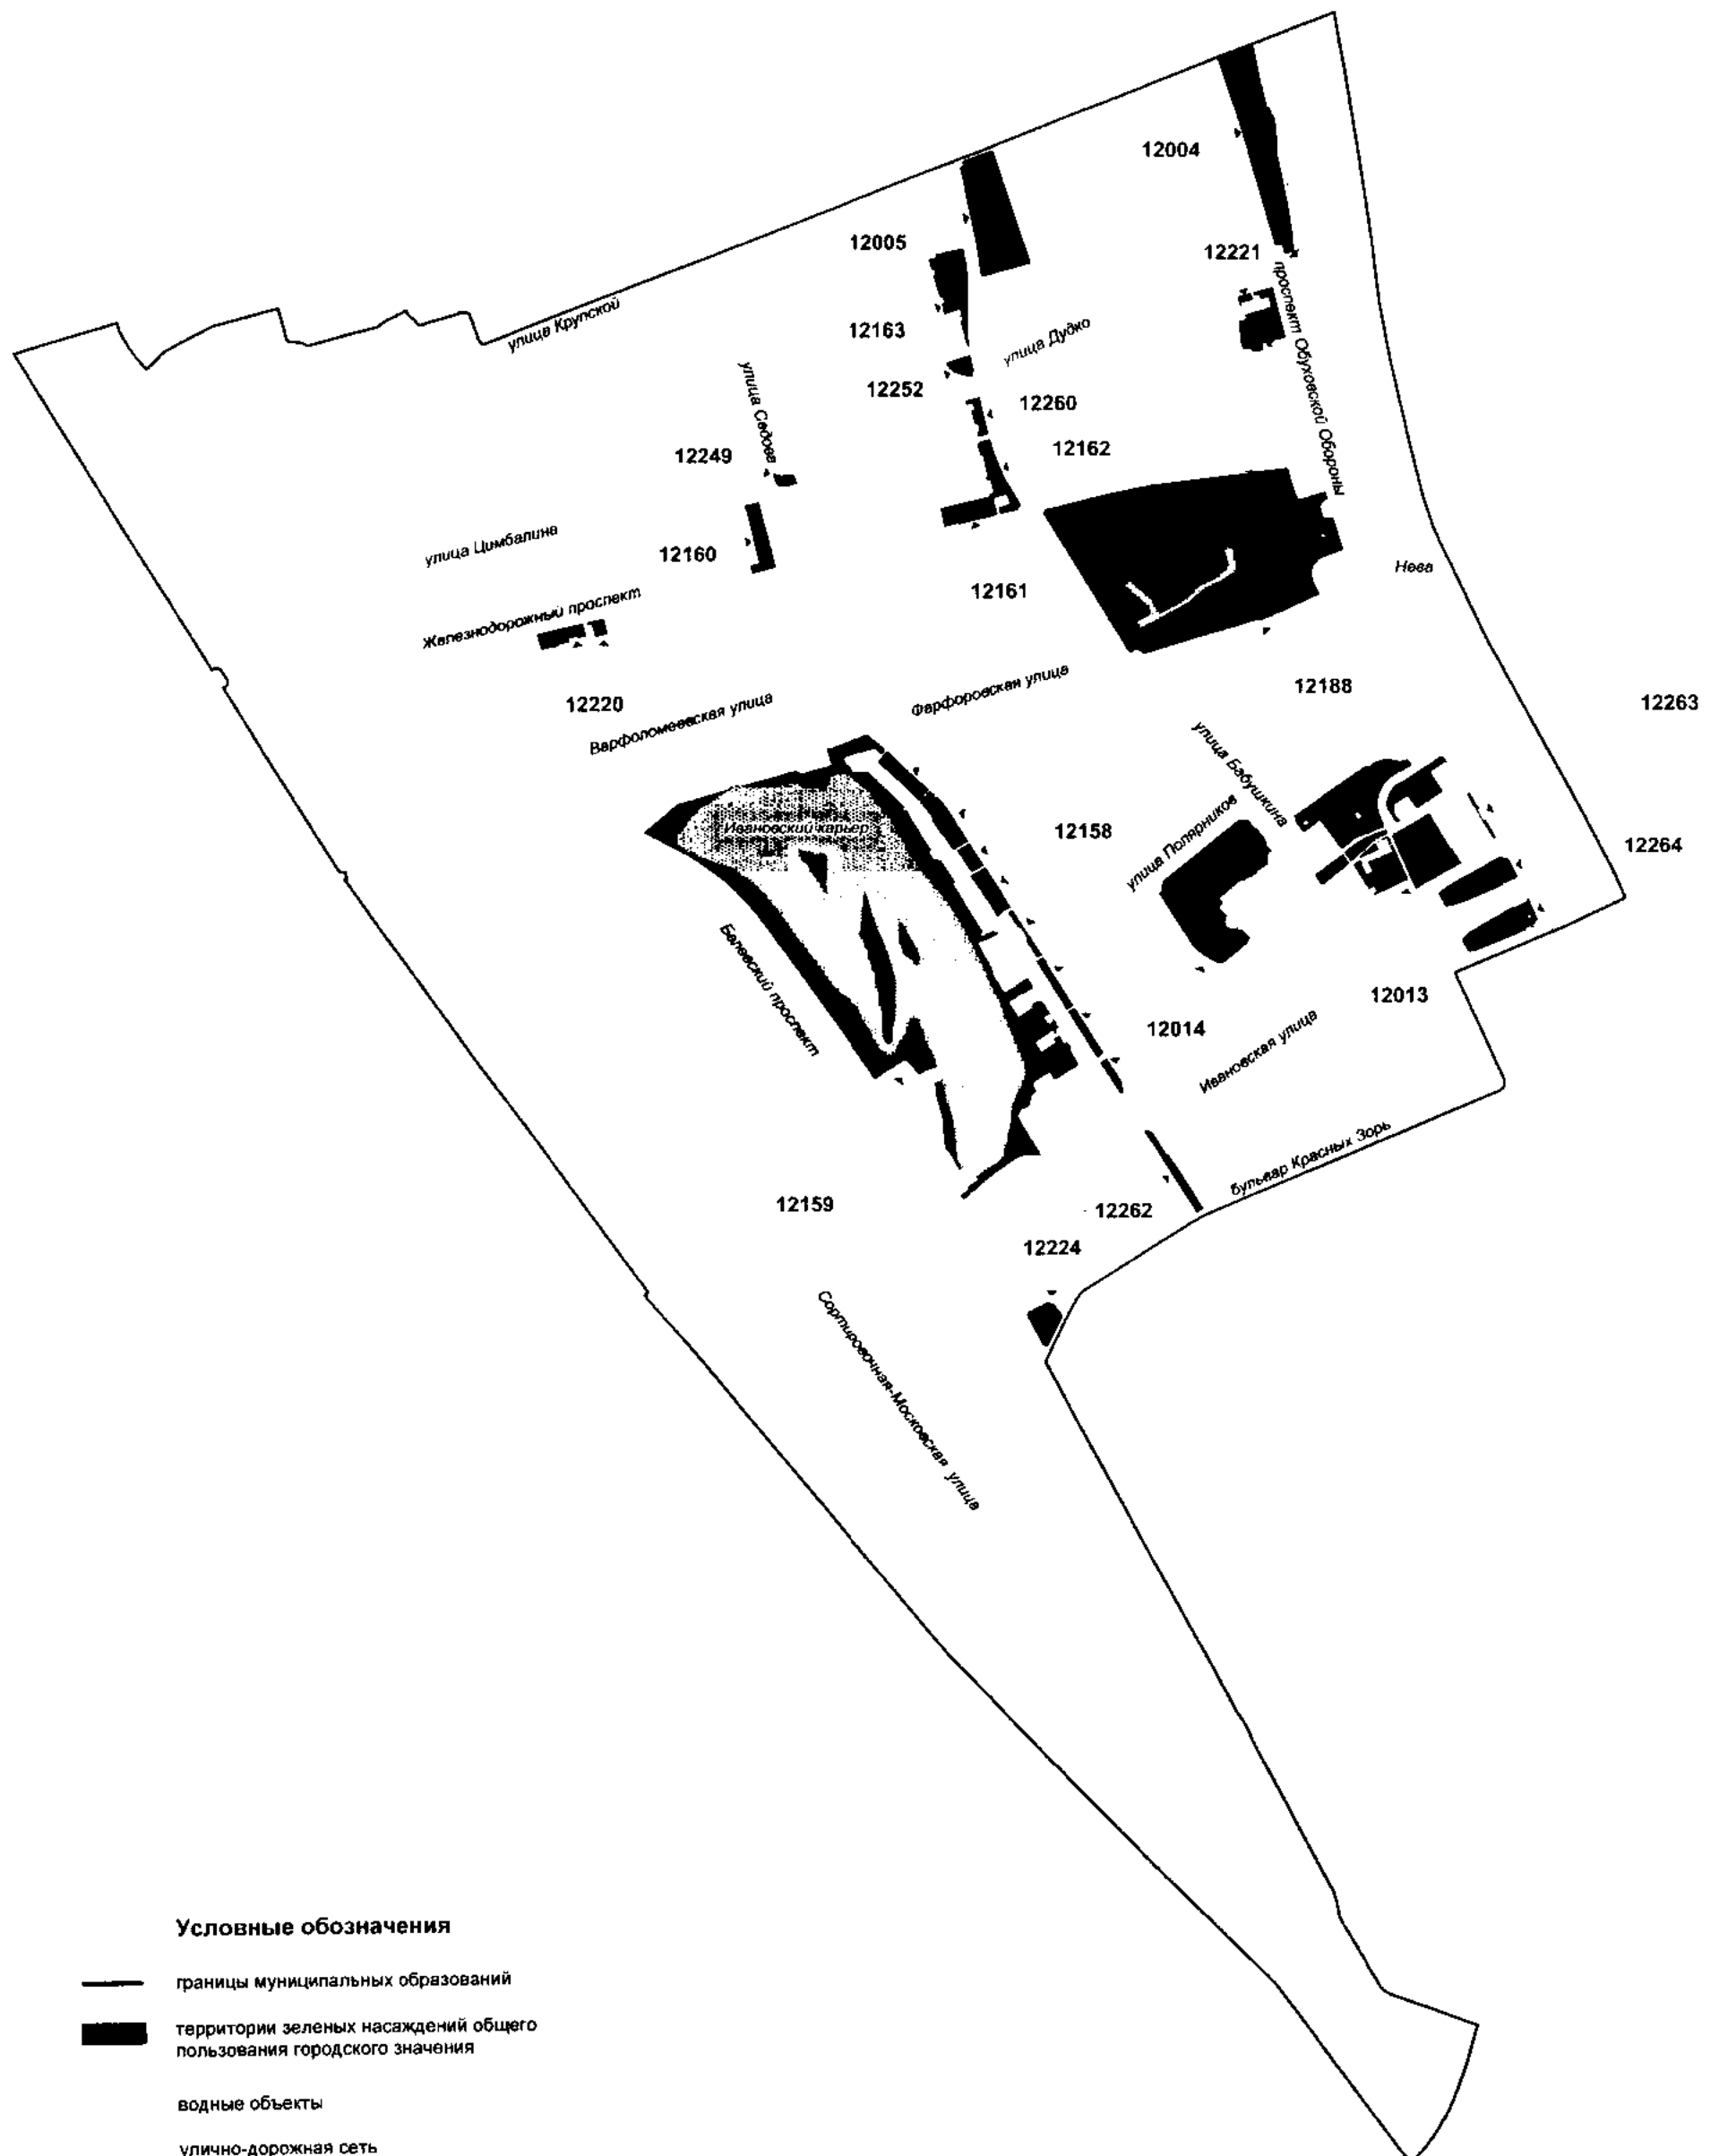 12004
12005
12221
улица Крупской
12163
улица Дудко
проспект Обуховской Обороны
улица Седова
12252
12260
12249
12162
улица Цимбалина
12160
Нева
12161
Железнодорожный проспект
12220
Варфоломеевская улица
Фарфоровская улица
12188
12263
улица Бабушкина
улица Полярников
Ивановский карьер
12158
12264
Белевский проспект
12013
12014
Ивановская улица
Бульвар Красных Зорь
12159
12262
12224
Сортировочная-Московская улица
Условные обозначения
границы муниципальных образований
территории зеленых насаждений общего
пользования городского значения
водные объекты
улично-дорожная сеть